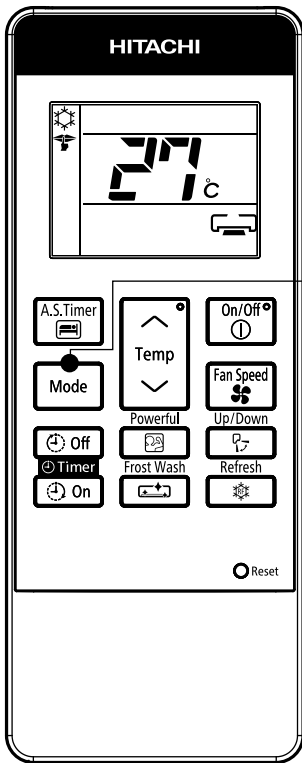 HITACHI
27 °C
A.S.Timer
Temp
On/Off
Mode
Fan Speed
Powerful
Up/Down
Off
Timer
Frost Wash
Refresh
On
Reset